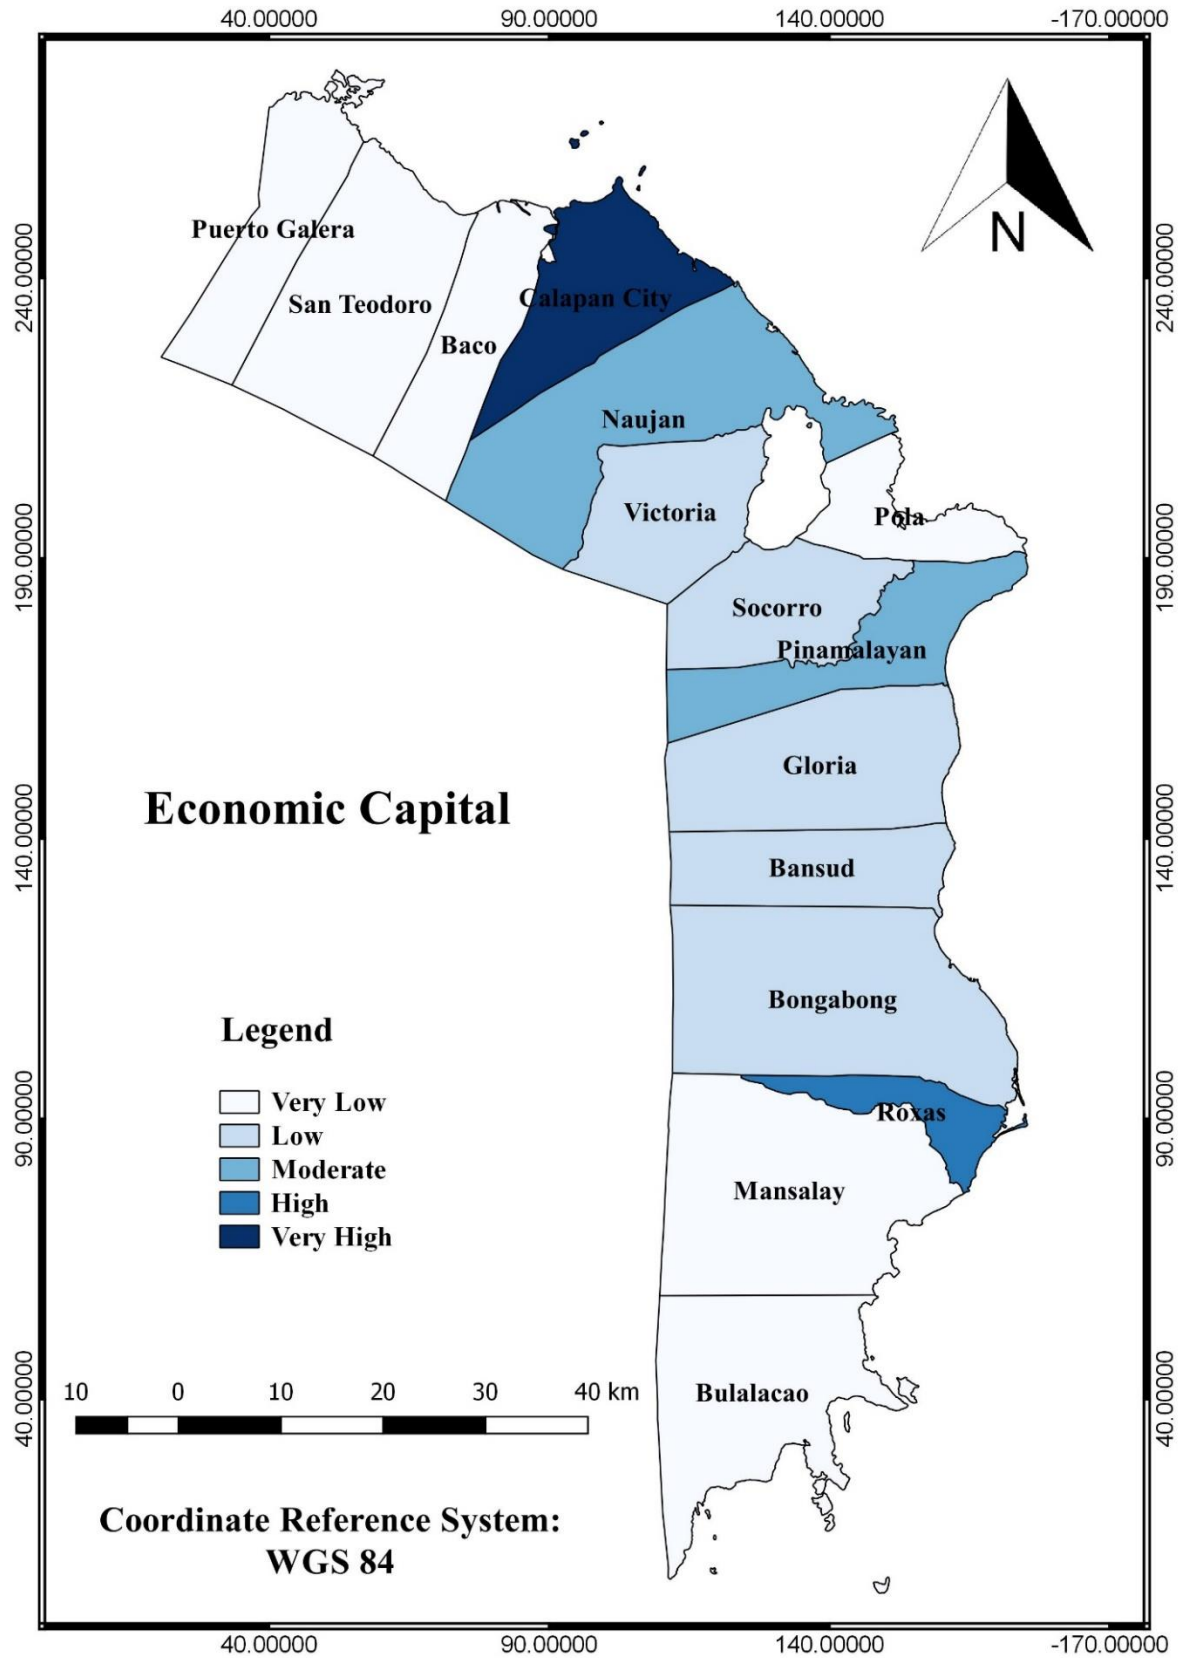 40.00000 90.00000 140.00000 -170.00000
N
Puerto Galera
240.00000 240.00000
Calapan City
San Teodoro
Baco
Naujan
Victoria
Pola
190.00000 190.00000
Socorro
Pinamalayan
Gloria
Economic Capital
140.00000 140.00000
Bansud
Bongabong
Legend
Very Low
Low
Moderate
High
Very High
Roxas
90.00000 90.00000
Mansalay
10 0 10 20 30 40 km
Bulalacao
40.00000 40.00000
Coordinate Reference System:
WGS 84
40.00000 90.00000 140.00000 -170.00000